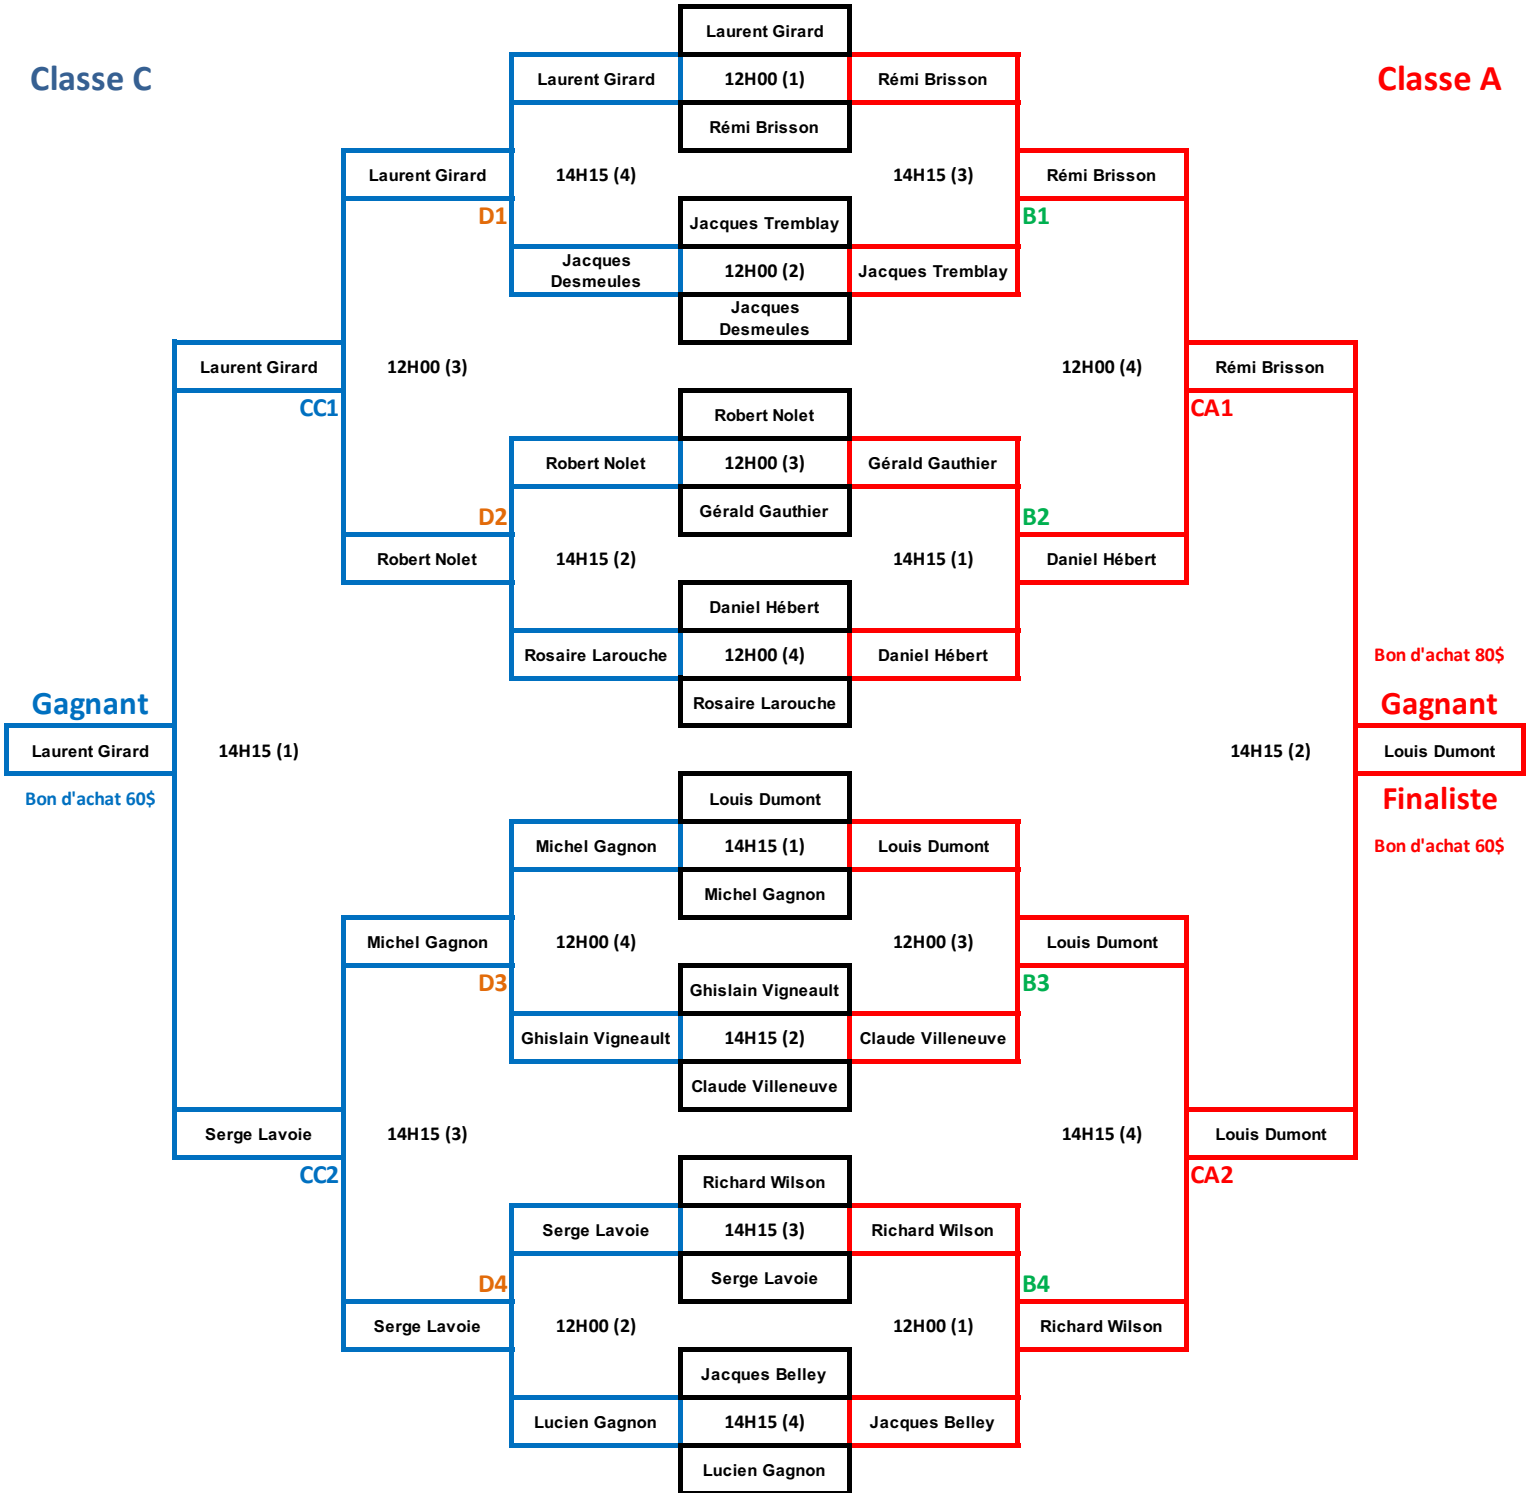 Laurent Girard
Classe C
Laurent Girard
12H00 (1)
Rémi Brisson
Classe A
Rémi Brisson
Laurent Girard
14H15 (4)
14H15 (3)
Rémi Brisson
D1
Jacques Tremblay
B1
Jacques
Desmeules
12H00 (2)
Jacques Tremblay
Jacques
Desmeules
Laurent Girard
12H00 (3)
12H00 (4)
Rémi Brisson
CC1
Robert Nolet
CA1
Robert Nolet
12H00 (3)
Gérald Gauthier
D2
Gérald Gauthier
B2
Robert Nolet
14H15 (2)
14H15 (1)
Daniel Hébert
Daniel Hébert
Rosaire Larouche
12H00 (4)
Daniel Hébert
Bon d'achat 80$
Gagnant
Rosaire Larouche
Gagnant
Laurent Girard
14H15 (1)
14H15 (2)
Louis Dumont
Bon d'achat 60$
Louis Dumont
Finaliste
Michel Gagnon
14H15 (1)
Louis Dumont
Bon d'achat 60$
Michel Gagnon
Michel Gagnon
12H00 (4)
12H00 (3)
Louis Dumont
D3
Ghislain Vigneault
B3
Ghislain Vigneault
14H15 (2)
Claude Villeneuve
Claude Villeneuve
Serge Lavoie
14H15 (3)
14H15 (4)
Louis Dumont
CC2
Richard Wilson
CA2
Serge Lavoie
14H15 (3)
Richard Wilson
D4
Serge Lavoie
B4
Serge Lavoie
12H00 (2)
12H00 (1)
Richard Wilson
Jacques Belley
Lucien Gagnon
14H15 (4)
Jacques Belley
Lucien Gagnon